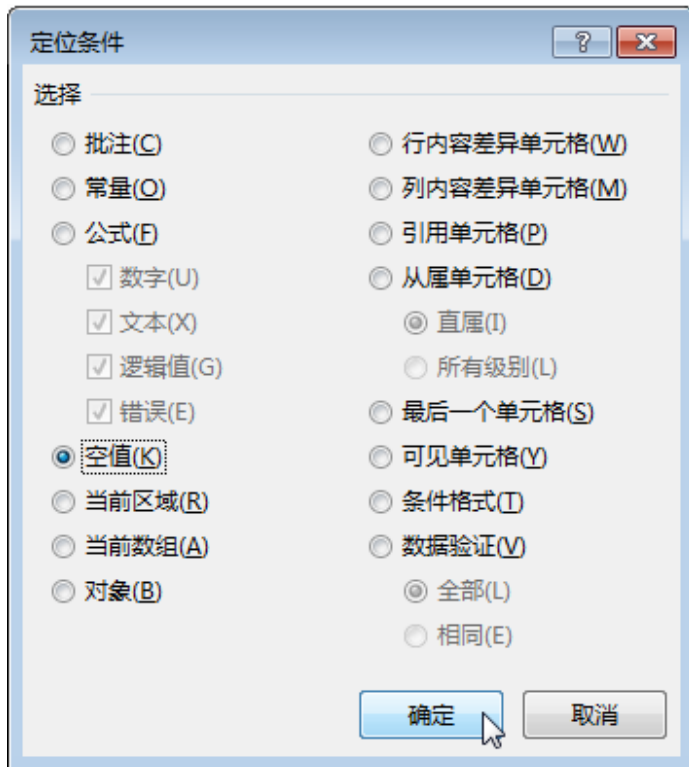 定位条件
选择
批注(C)
常量(O)
公式(F)
数字(U)
文本(X)
逻辑值(G)
错误(E)
空值(K)
当前区域(R)
当前数组(A)
对象(B)
行内容差异单元格(W)
列内容差异单元格(M)
引用单元格(P)
从属单元格(D)
直属(I)
所有级别(L)
最后一个单元格(S)
可见单元格(Y)
条件格式(T)
数据验证(V)
全部(L)
相同(E)
确定
取消